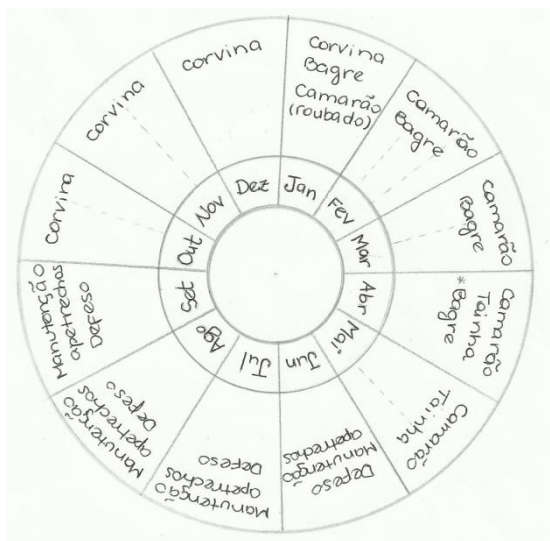 Corvina
Bagre
Camarão
(roubado)
Camarão
Bagre
Camarão
Bagre
Camarão
Tainha
*Bagre
Camarão
Tainha
Defeso
Manutenção
apetrechos
Manutenção
apetrechos
Defeso
Manutenção
apetrechos
Defeso
Manutenção
apetrechos
Defeso
Corvina
Corvina
Corvina
Jan
Fev
Mar
Abr
Mai
Jun
Jul
Ago
Set
Out
Nov
Dez